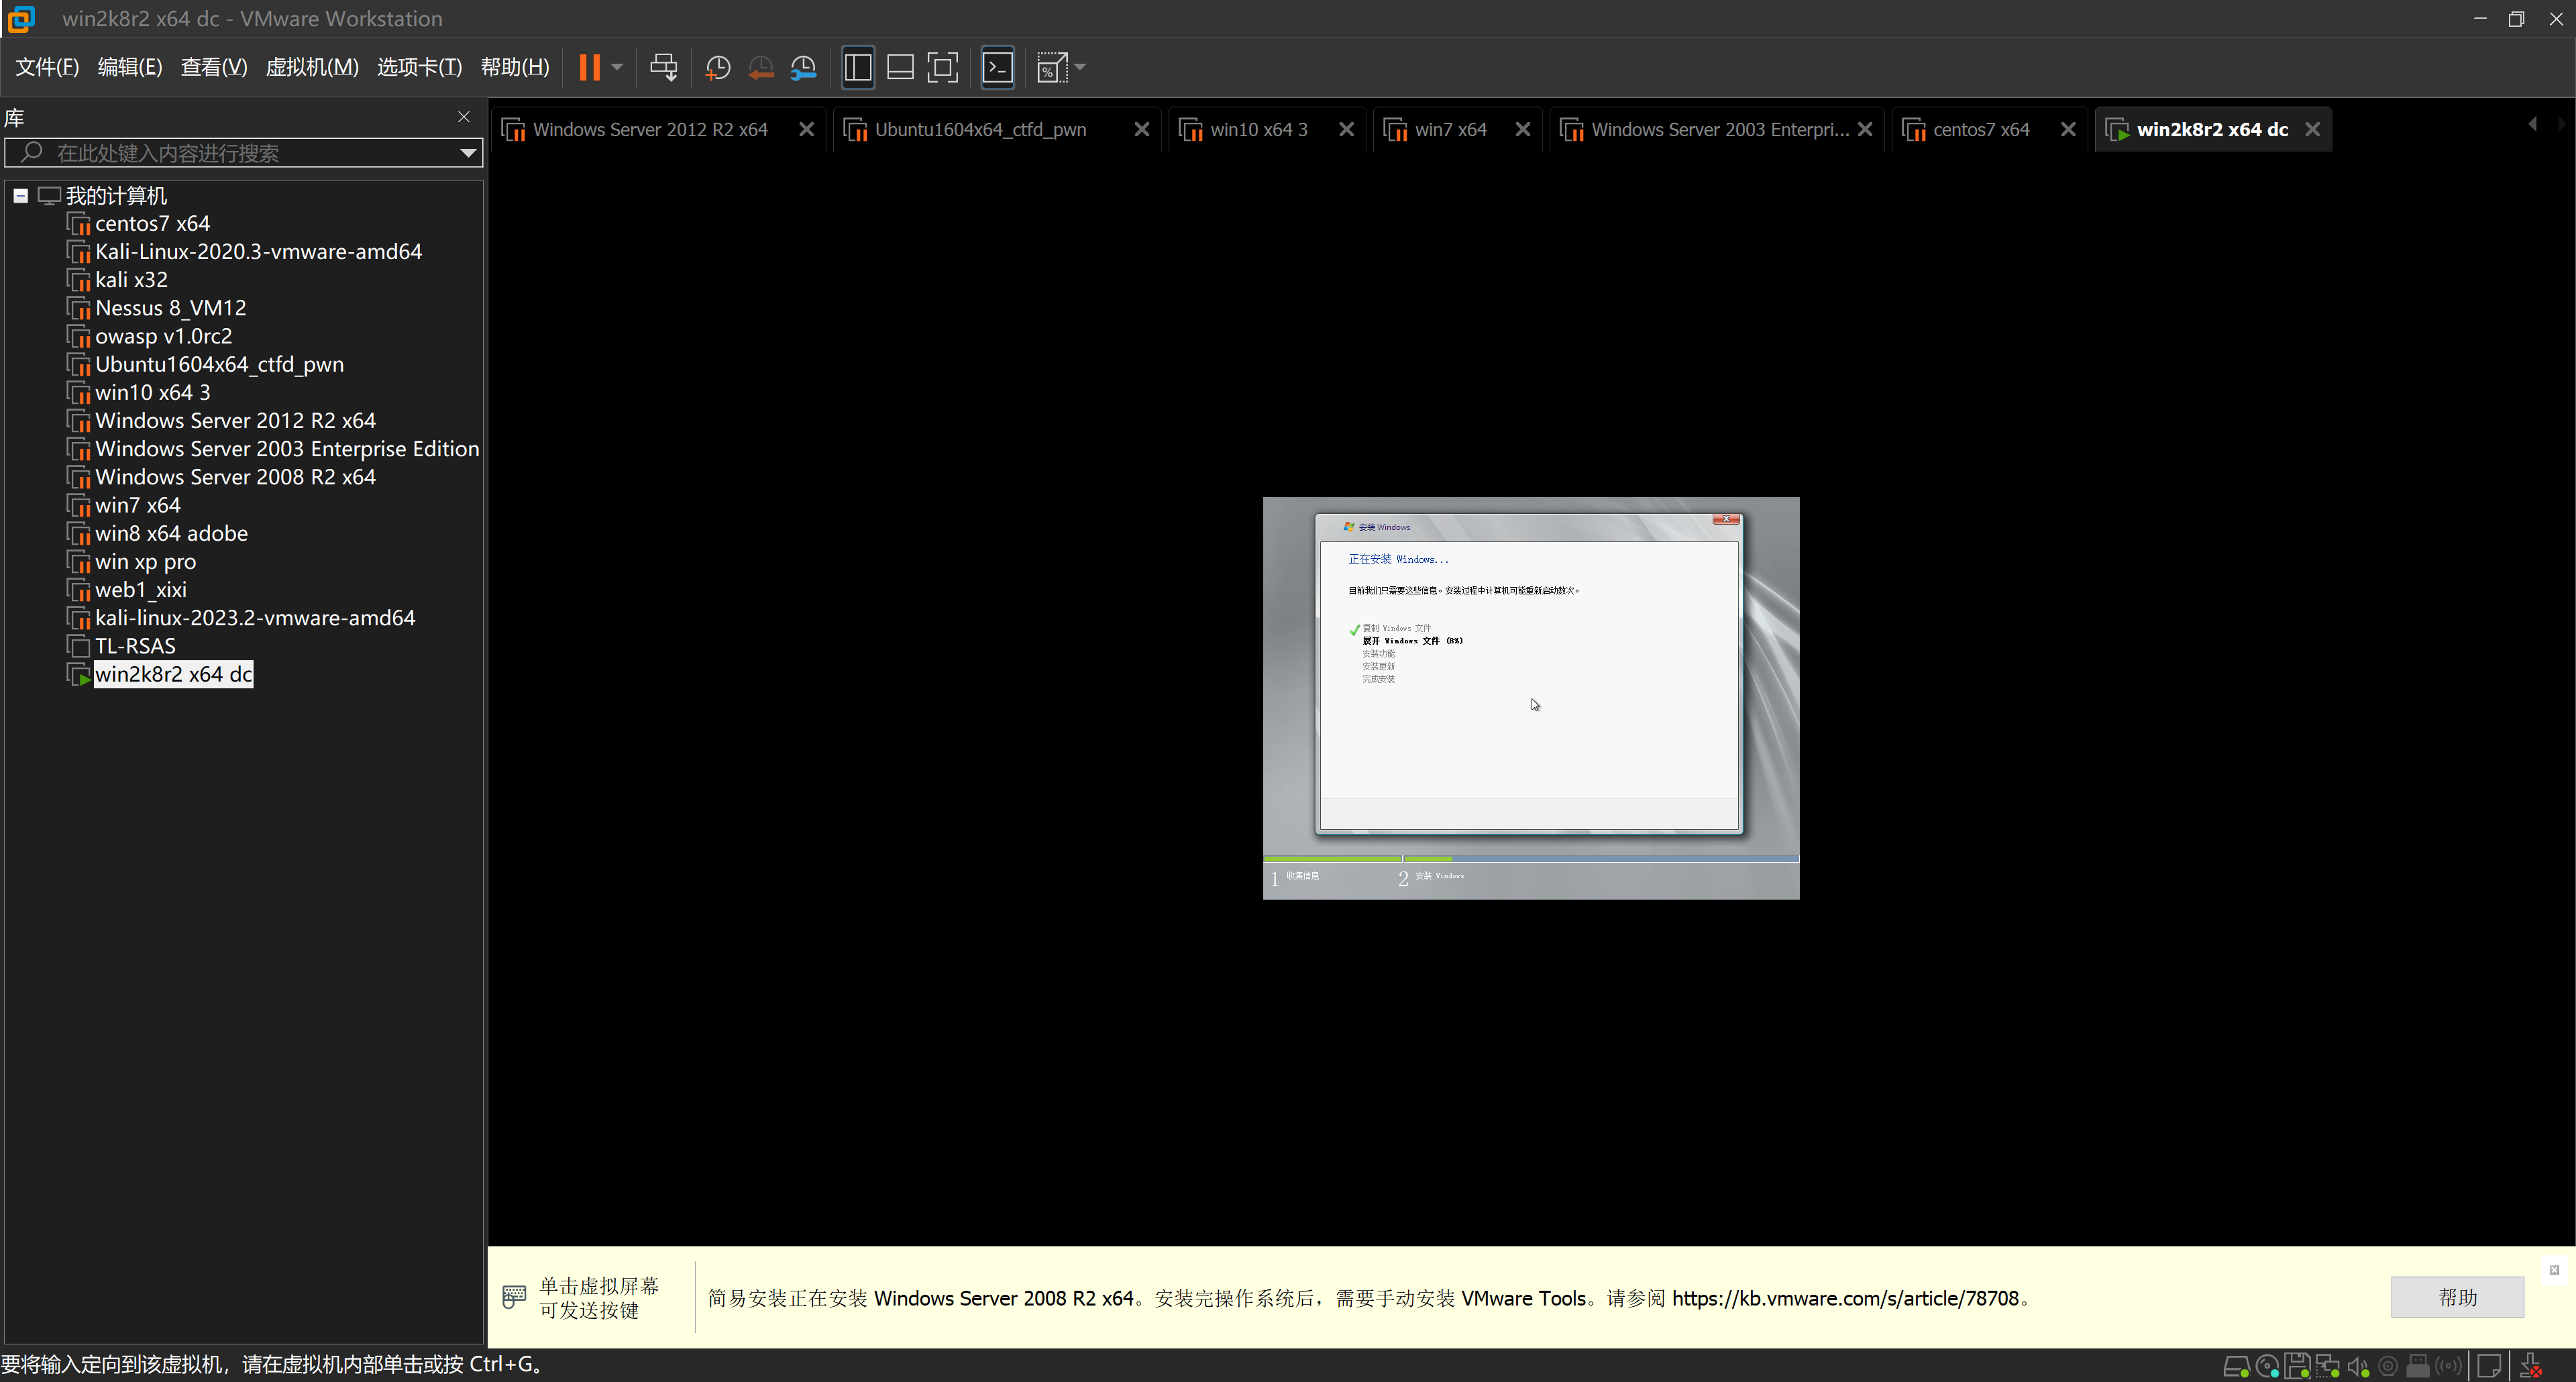 win2k8r2 x64 dc - VMware Workstation
文件(F) 编辑(E) 查看(V) 虚拟机(M) 选项卡(T) 帮助(H)
库
在此处键入内容进行搜索
我的计算机
centos7 x64
Kali-Linux-2020.3-vmware-amd64
kali x32
Nessus 8_VM12
owasp v1.0rc2
Ubuntu1604x64_ctfd_pwn
win10 x64 3
Windows Server 2012 R2 x64
Windows Server 2003 Enterprise Edition
Windows Server 2008 R2 x64
win7 x64
win8 x64 adobe
win xp pro
web1_xixi
kali-linux-2023.2-vmware-amd64
TL-RSAS
win2k8r2 x64 dc
Windows Server 2012 R2 x64 Ubuntu1604x64_ctfd_pwn win10 x64 3 win7 x64 Windows Server 2003 Enterpri... centos7 x64 win2k8r2 x64 dc
安装 Windows
正在安装 Windows...
目前我们只需要这些信息。安装过程中计算机可能重新启动数次。
复制 Windows 文件
展开 Windows 文件 (8%)
安装功能
安装更新
完成安装
1 收集信息 2 安装 Windows
单击虚拟屏幕
可发送按键
简易安装正在安装 Windows Server 2008 R2 x64。安装完操作系统后，需要手动安装 VMware Tools。请参阅 https://kb.vmware.com/s/article/78708。
帮助
要将输入定向到该虚拟机，请在虚拟机内部单击或按 Ctrl+G。